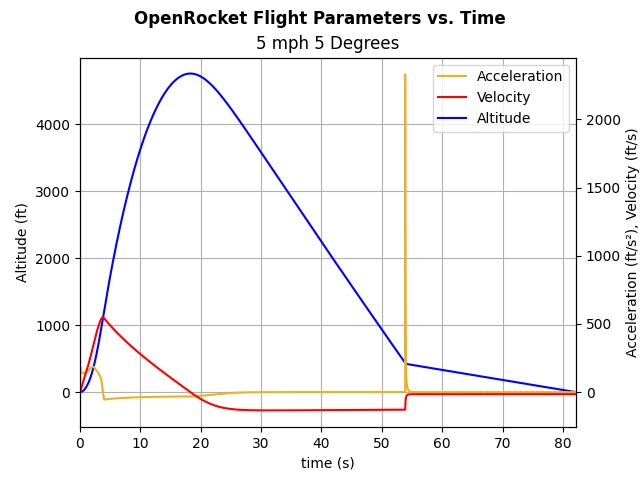 OpenRocket Flight Parameters vs. Time
5 mph 5 Degrees
Acceleration
Velocity
Altitude
Altitude (ft)
4000
3000
2000
1000
0
2000
1500
1000
500
0
Acceleration (ft/s²), Velocity (ft/s)
0 10 20 30 40 50 60 70 80
time (s)